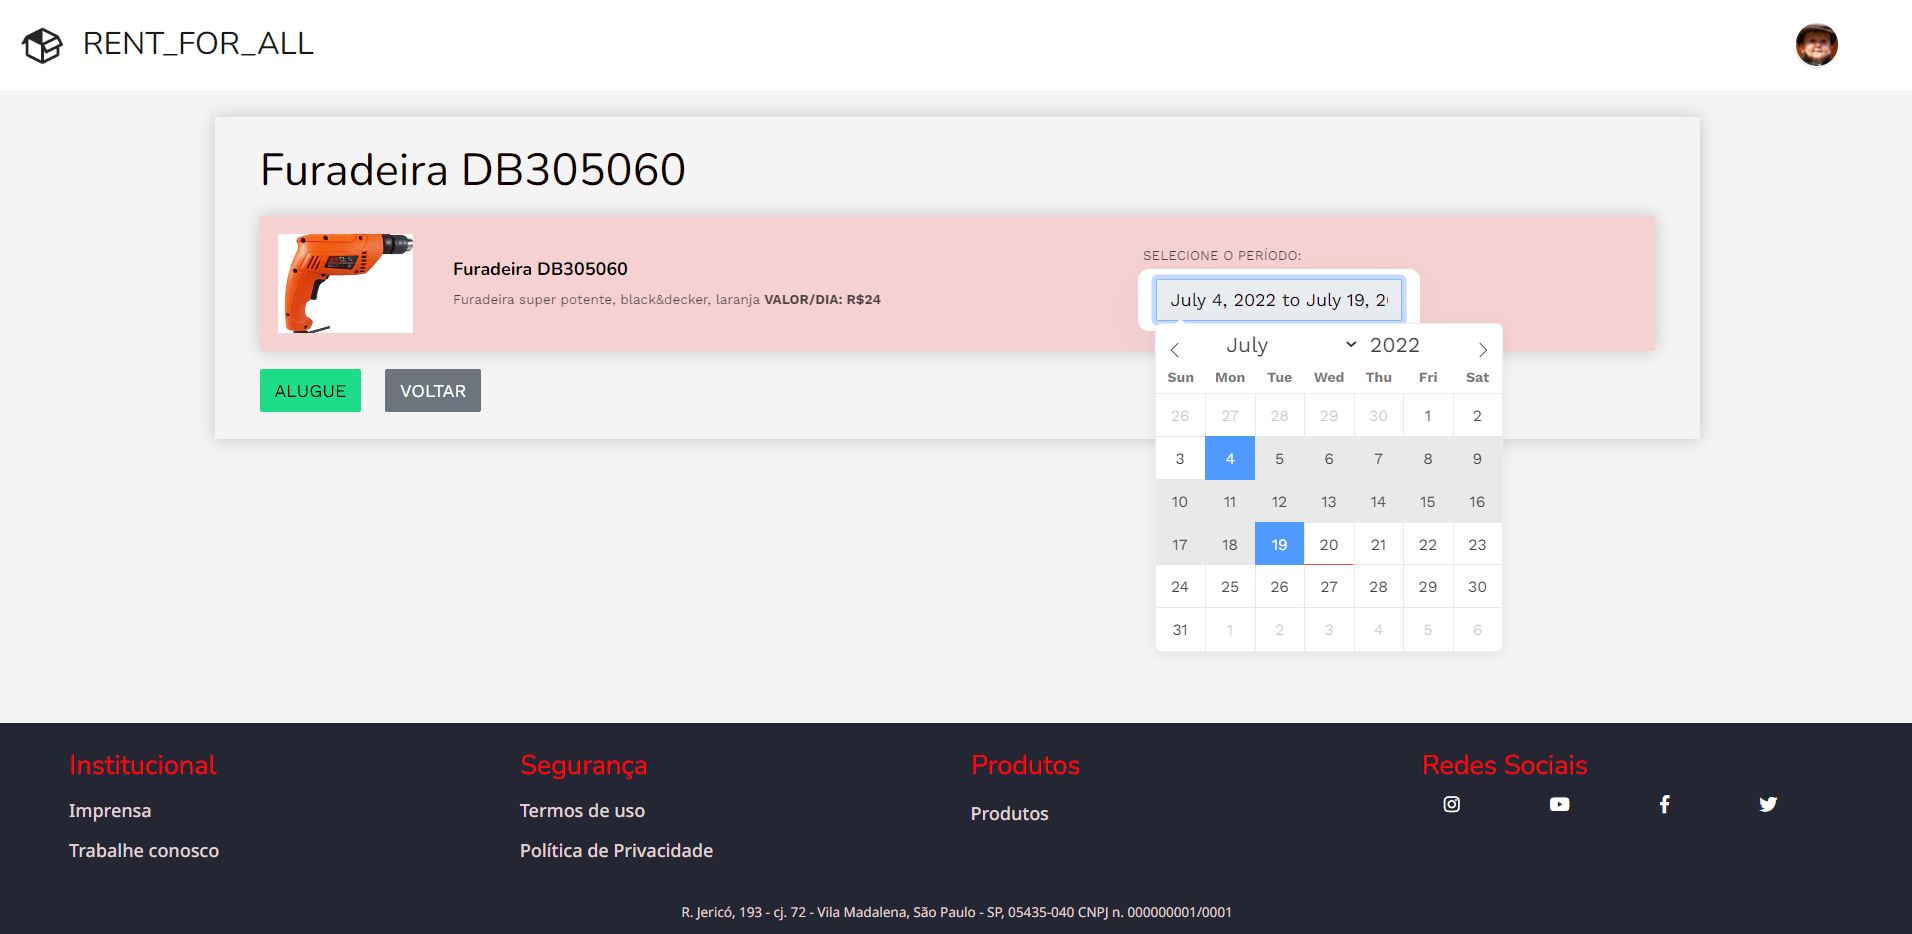 RENT_FOR_ALL
Furadeira DB305060
Furadeira DB305060
Furadeira super potente, black&decker, laranja VALOR/DIA: R$24
SELECIONE O PERÍODO:
July 4, 2022 to July 19, 20
July 2022
Sun Mon Tue Wed Thu Fri Sat
26 27 28 29 30 1 2
3 4 5 6 7 8 9
10 11 12 13 14 15 16
17 18 19 20 21 22 23
24 25 26 27 28 29 30
31 1 2 3 4 5 6
ALUGUE
VOLTAR
Institucional
Imprensa
Trabalhe conosco
Segurança
Termos de uso
Política de Privacidade
Produtos
Produtos
Redes Sociais
R. Jericó, 193 - cj. 72 - Vila Madalena, São Paulo - SP, 05435-040 CNPJ n. 000000001/0001